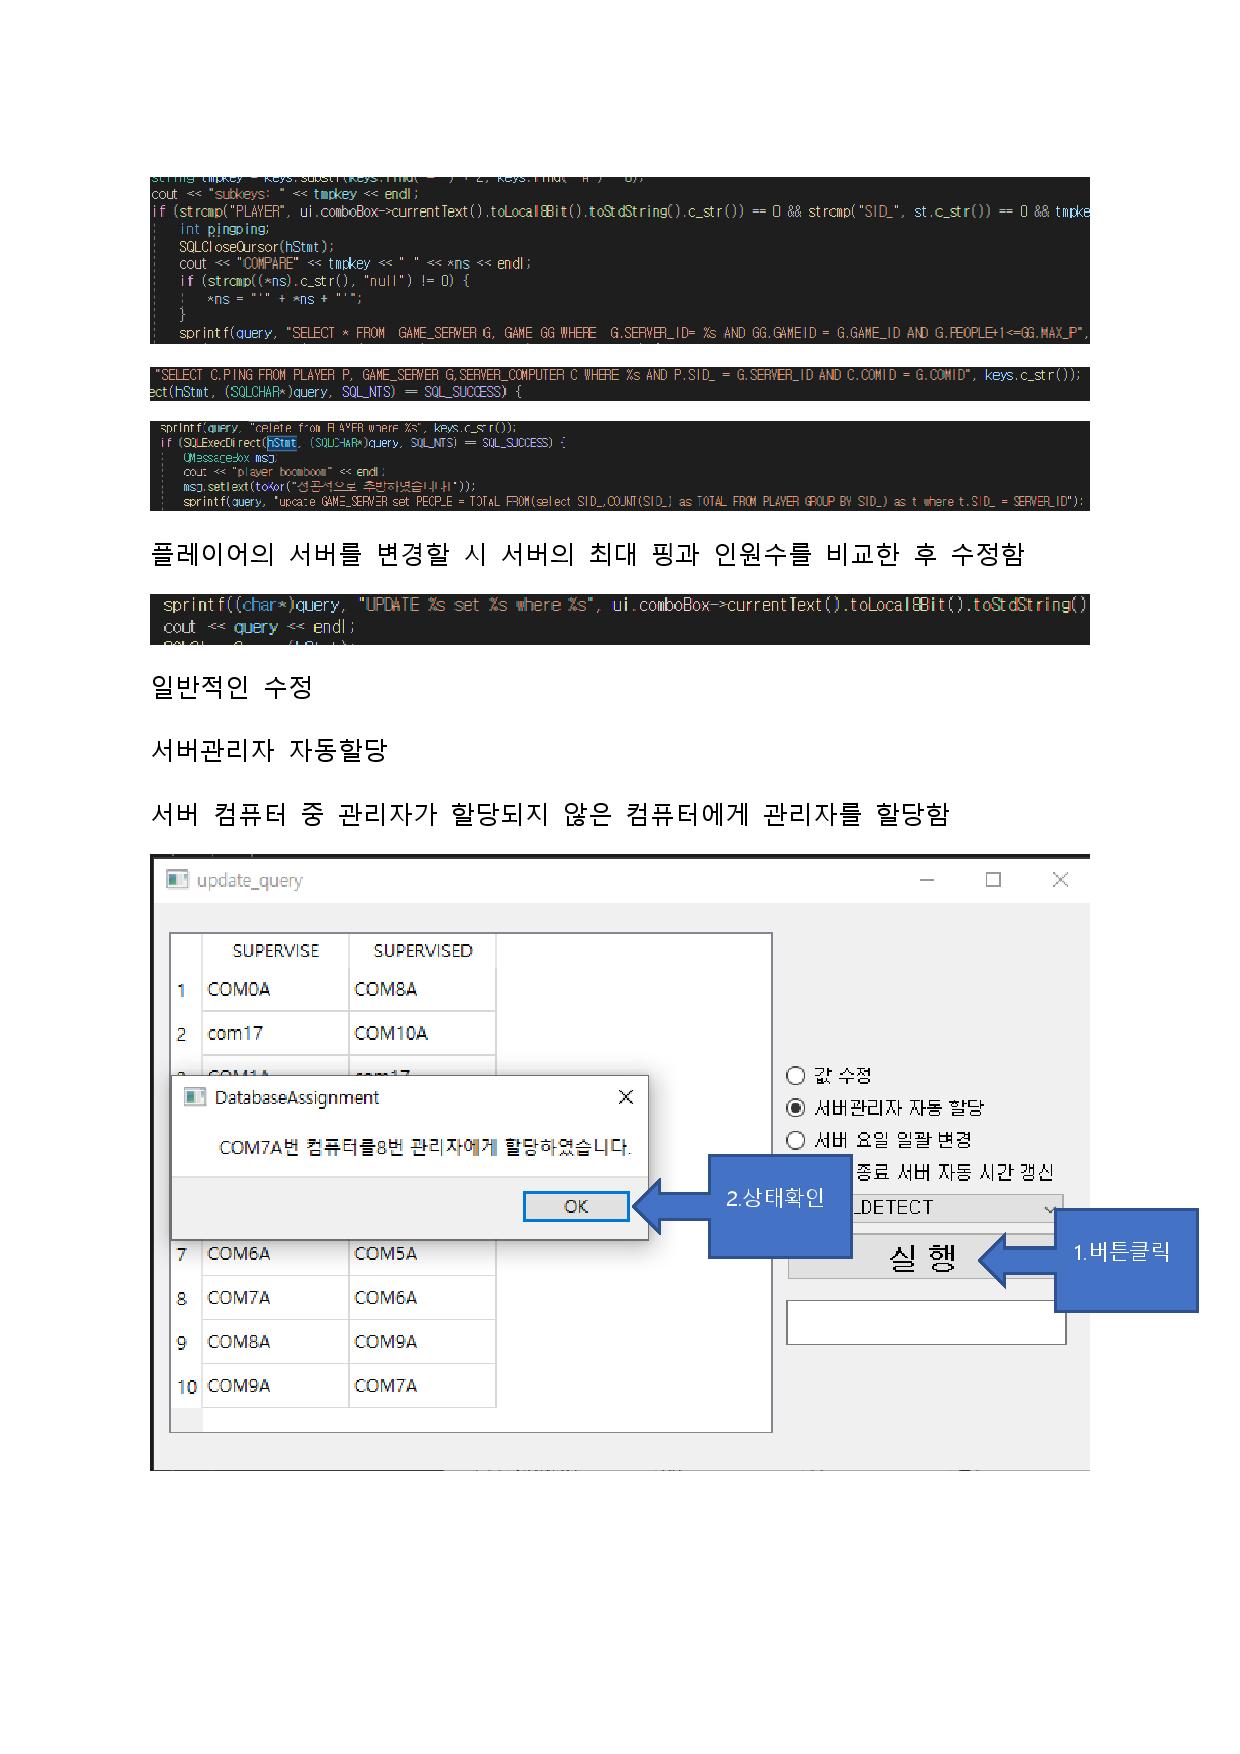 cout << "subkeys: " << tmpkey << endl;
if (strcmp("PLAYER", ui.comboBox->currentText().toLocal8Bit().toStdString().c_str()) == 0 && strcmp("SID_", st.c_str()) == 0 && tmpke
int pingping;
SQLCloseCursor(hStmt);
cout << "COMPARE" << tmpkey << " " << *ns << endl;
if (strcmp((*ns).c_str(), "null") != 0) {
*ns = "'" + *ns + "'";
}
sprintf(query, "SELECT * FROM  GAME_SERVER G, GAME GG WHERE  G.SERVER_ID= %s AND GG.GAMEID = G.GAME_ID AND G.PEOPLE+1<=GG.MAX_P",
"SELECT C.PING FROM PLAYER P, GAME_SERVER G,SERVER_COMPUTER C WHERE %s AND P.SID_ = G.SERVER_ID AND C.COMID = G.COMID", keys.c_str());
ect(hStmt, (SQLCHAR*)query, SQL_NTS) == SQL_SUCCESS) {
sprintf(query, "delete from PLAYER where %s", keys.c_str());
if (SQLExecDirect(hStmt, (SQLCHAR*)query, SQL_NTS) == SQL_SUCCESS) {
QMessageBox msg;
cout << "player boomboom" << endl;
msg.setText(toKor("성공적으로 추방하였습니다!"));
sprintf(query, "update GAME_SERVER set PEOPLE = TOTAL FROM(select SID_,COUNT(SID_) as TOTAL FROM PLAYER GROUP BY SID_) as t where t.SID_ = SERVER_ID");
플레이어의 서버를 변경할 시 서버의 최대 핑과 인원수를 비교한 후 수정함
sprintf((char*)query, "UPDATE %s set %s where %s", ui.comboBox->currentText().toLocal8Bit().toStdString()
cout << query << endl;
일반적인 수정
서버관리자 자동할당
서버 컴퓨터 중 관리자가 할당되지 않은 컴퓨터에게 관리자를 할당함
update_query
SUPERVISE SUPERVISED
1 COM0A COM8A
2 com17 COM10A
DatabaseAssignment
COM7A번 컴퓨터를8번 관리자에게 할당하였습니다.
OK
7 COM6A COM5A
8 COM7A COM6A
9 COM8A COM9A
10 COM9A COM7A
값 수정
서버관리자 자동 할당
서버 요일 일괄 변경
종료 서버 자동 시간 갱신
_DETECT
실 행
2.상태확인
1.버튼클릭